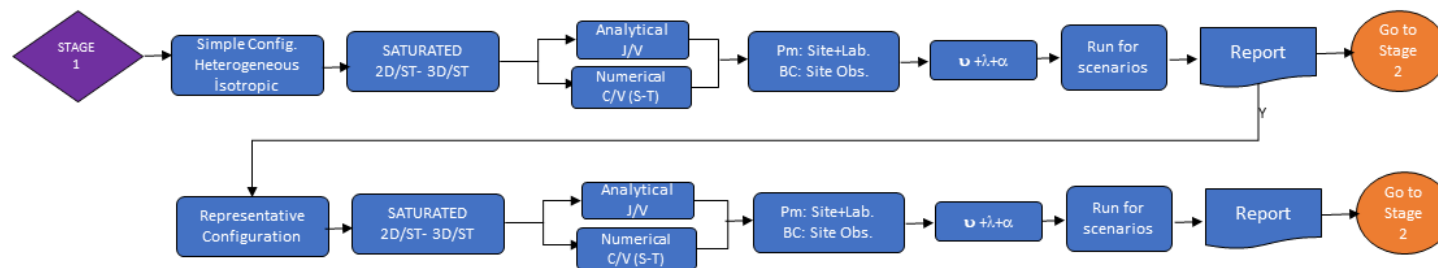 STAGE
1
Simple Config.
Heterogeneous
İsotropic
SATURATED
2D/ST- 3D/ST
Analytical
J/V
Numerical
C/V (S-T)
Pm: Site+Lab.
BC: Site Obs.
υ +λ+α
Run for
scenarios
Report
Go to
Stage
2
Y
Representative
Configuration
SATURATED
2D/ST- 3D/ST
Analytical
J/V
Numerical
C/V (S-T)
Pm: Site+Lab.
BC: Site Obs.
υ +λ+α
Run for
scenarios
Report
Go to
Stage
2